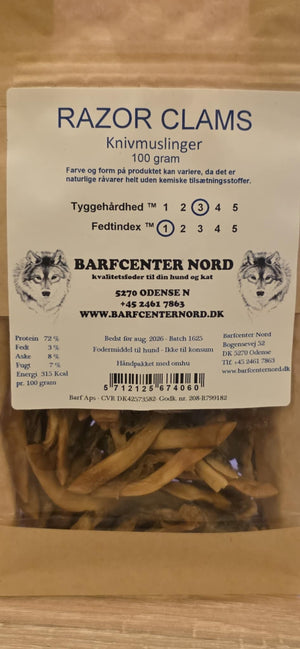 RAZOR CLAMS
Knivmuslinger
100 gram
Farve og form på produktet kan variere, da det er
naturlige råvarer helt uden kemiske tilsætningsstoffer.
Tyggehårdhed ™ 1 2 3 4 5
Fedtindex ™ 1 2 3 4 5
BARFCENTER NORD
kvalitetsfoder til din hund og kat
5270 ODENSE N
+45 2461 7863
WWW.BARFCENTERNORD.DK
Protein 72 %
Fedt 3 %
Aske 8 %
Fugt 7 %
Energi 315 Kcal
pr. 100 gram
Bedst før aug. 2026 - Batch 1625
Fodermiddel til hund - Ikke til konsum
Håndpakket med omhu
Barfcenter Nord
Bogensevej 52
DK 5270 Odense
Tlf. +45 2461 7863
www.barfcenternord.dk
5 712125 674060
Barf Aps - CVR DK42573582- Godk. nr. 208-R799182